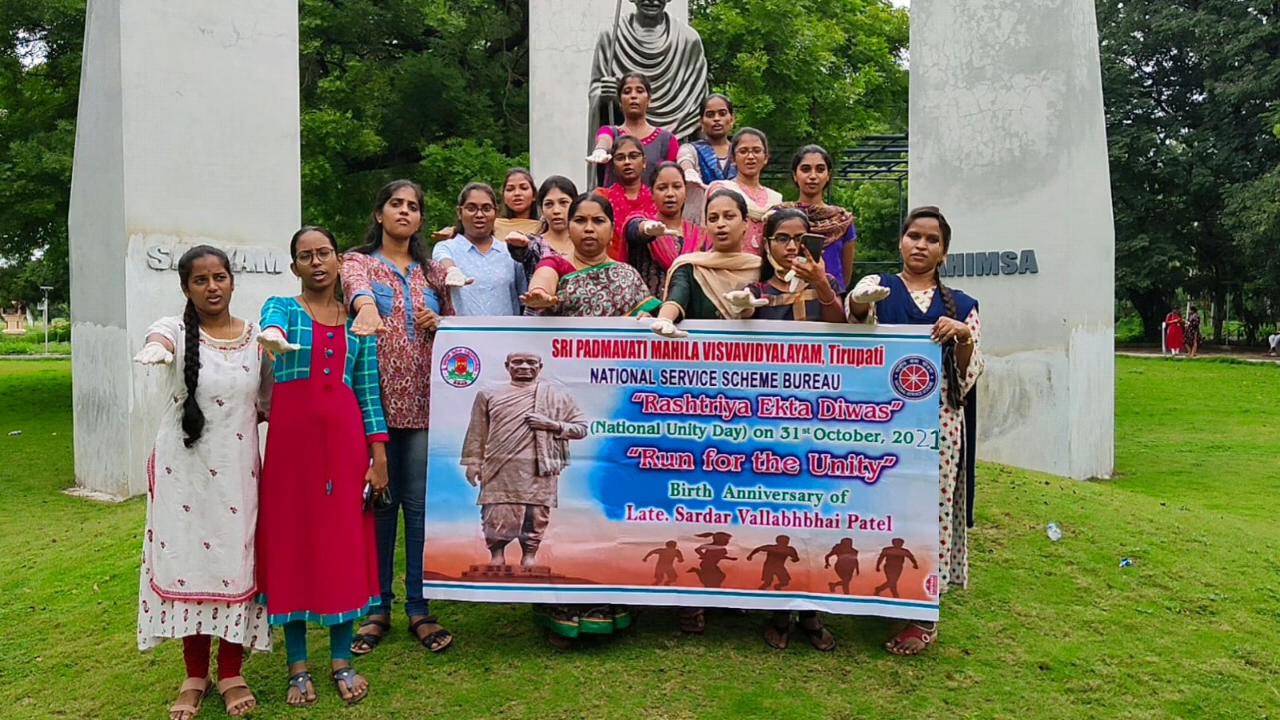 AHIMSA
SRI PADMAVATI MAHILA VISVAVIDYALAYAM, Tirupati
NATIONAL SERVICE SCHEME BUREAU
"Rashtriya Ekta Diwas"
(National Unity Day) on 31st October, 2021
"Run for the Unity"
Birth Anniversary of
Late. Sardar Vallabhbhai Patel